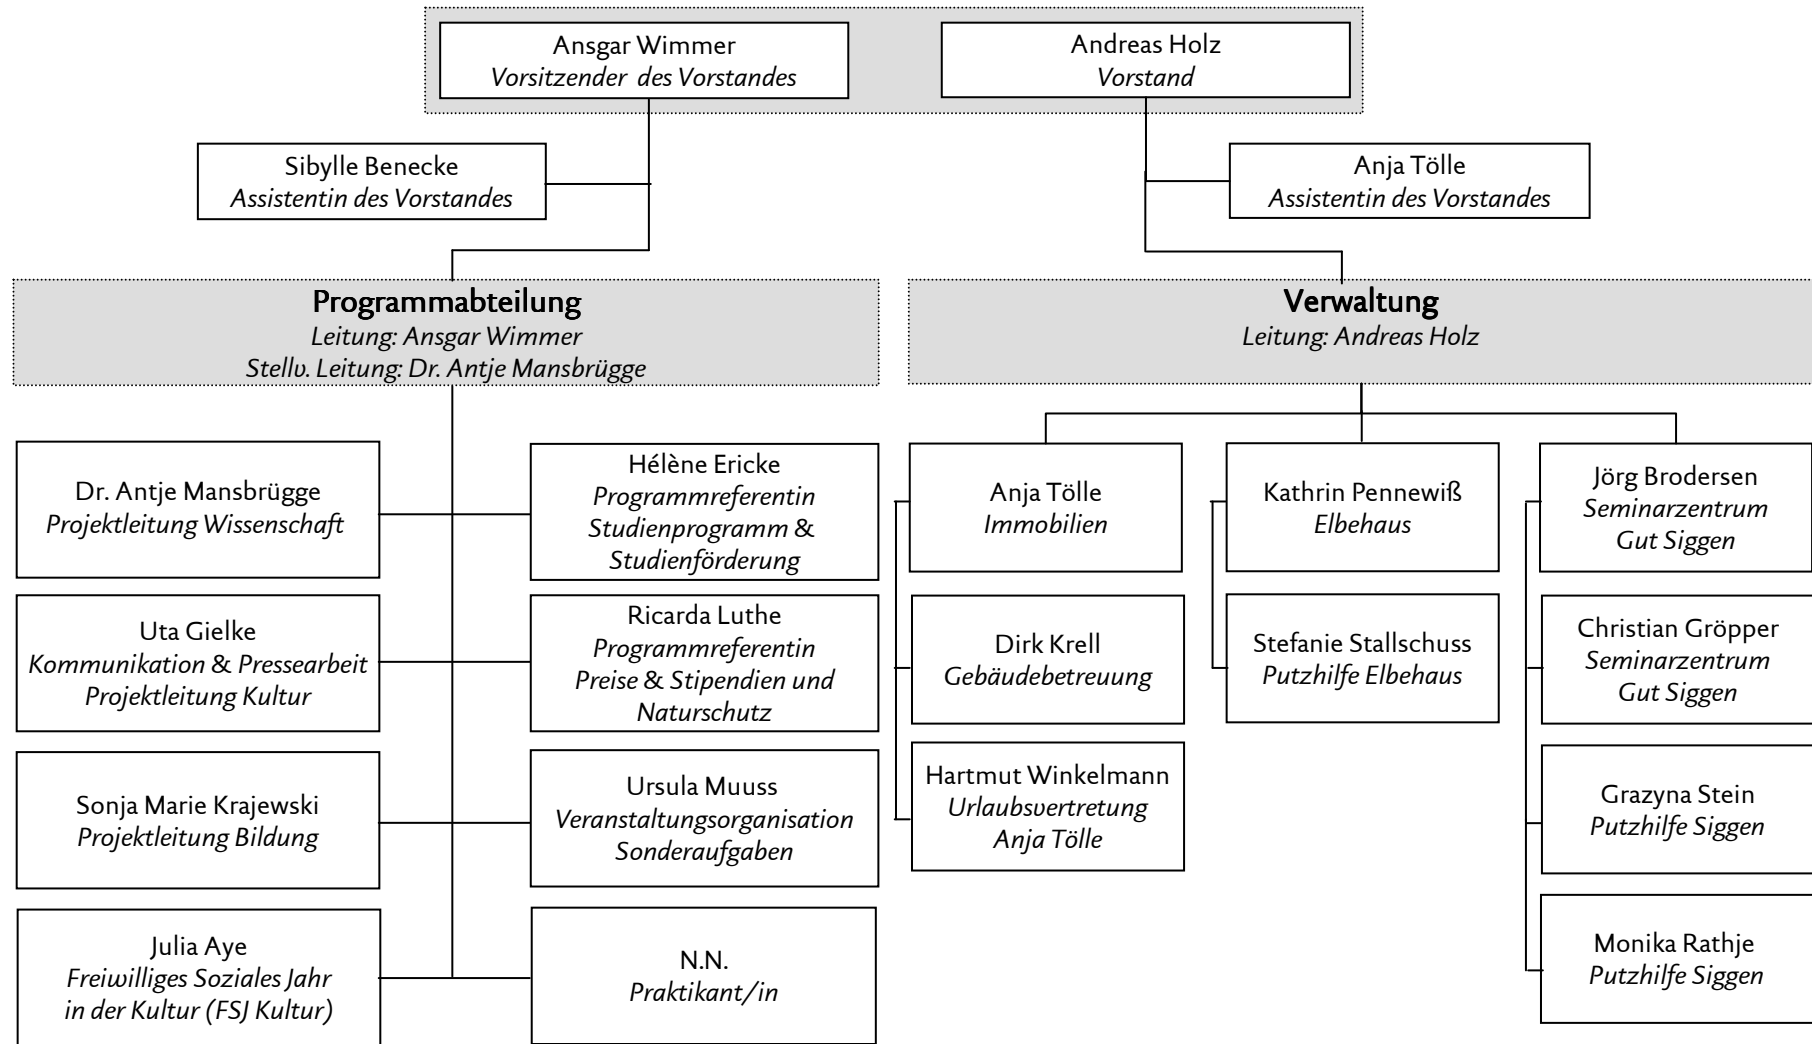 Ansgar Wimmer
Vorsitzender des Vorstandes
Andreas Holz
Vorstand
Sibylle Benecke
Assistentin des Vorstandes
Anja Tölle
Assistentin des Vorstandes
Programmabteilung
Leitung: Ansgar Wimmer
Stellv. Leitung: Dr. Antje Mansbrügge
Verwaltung
Leitung: Andreas Holz
Dr. Antje Mansbrügge
Projektleitung Wissenschaft
Hélène Ericke
Programmreferentin
Studienprogramm &
Studienförderung
Uta Gielke
Kommunikation & Pressearbeit
Projektleitung Kultur
Ricarda Luthe
Programmreferentin
Preise & Stipendien und
Naturschutz
Sonja Marie Krajewski
Projektleitung Bildung
Ursula Muuss
Veranstaltungsorganisation
Sonderaufgaben
Julia Aye
Freiwilliges Soziales Jahr
in der Kultur (FSJ Kultur)
N.N.
Praktikant/in
Anja Tölle
Immobilien
Dirk Krell
Gebäudebetreuung
Hartmut Winkelmann
Urlaubsvertretung
Anja Tölle
Kathrin Pennewiß
Elbehaus
Stefanie Stallschuss
Putzhilfe Elbehaus
Jörg Brodersen
Seminarzentrum
Gut Siggen
Christian Gröpper
Seminarzentrum
Gut Siggen
Grazyna Stein
Putzhilfe Siggen
Monika Rathje
Putzhilfe Siggen